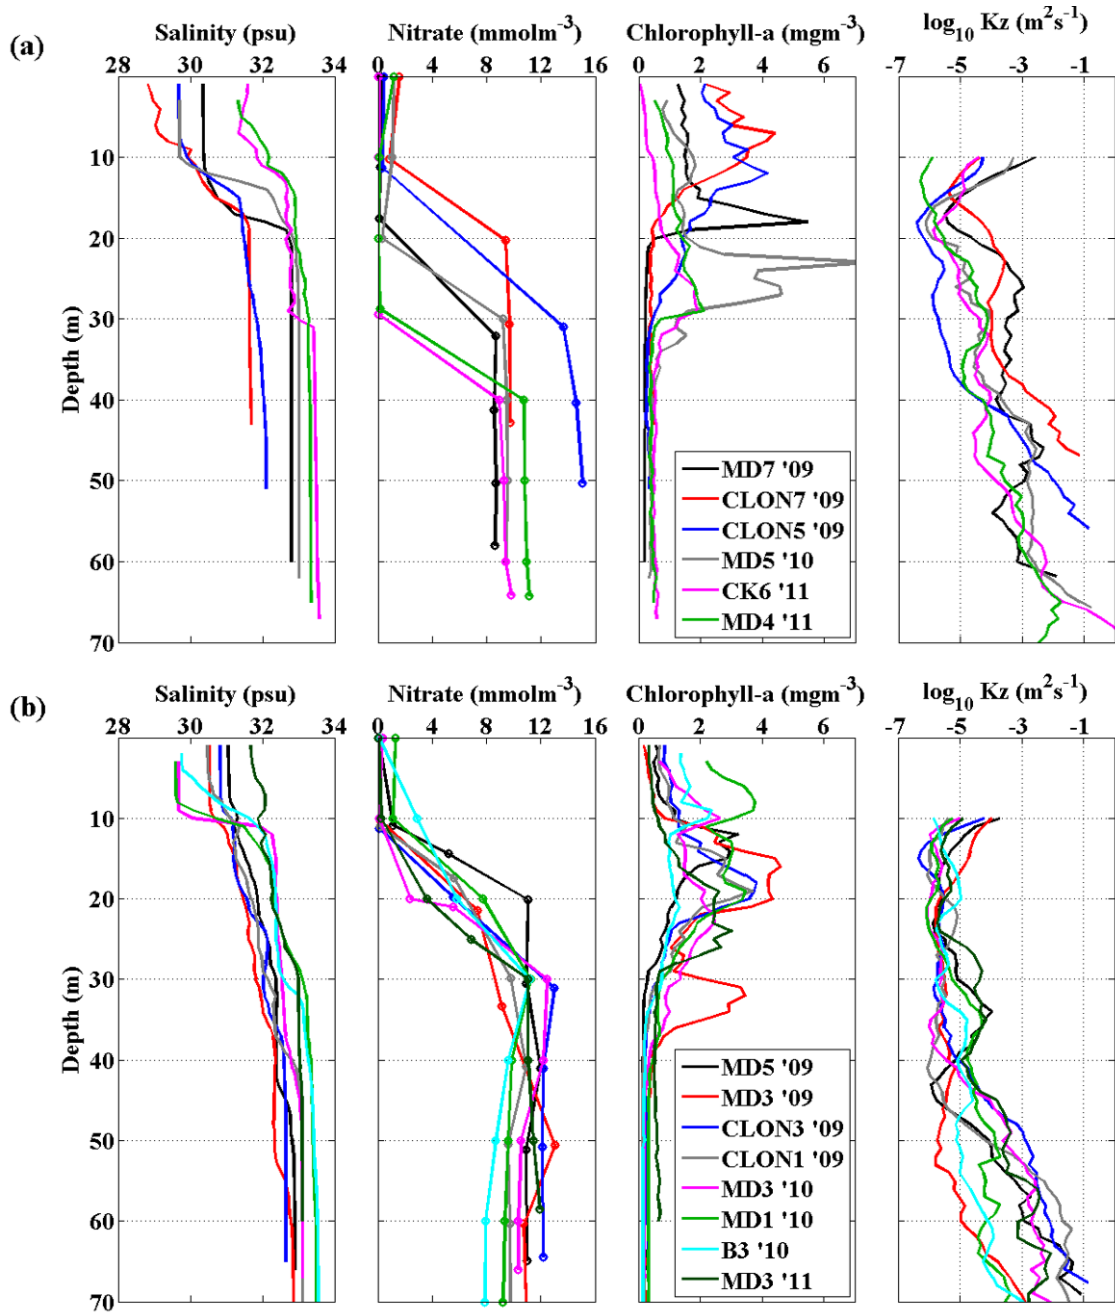 (a)
Salinity (psu) Nitrate (mmolm⁻³) Chlorophyll-a (mgm⁻³) log₁₀ Kz (m²s⁻¹)
28 30 32 34 0 4 8 12 16 0 2 4 6 -7 -5 -3 -1
Depth (m)
10
20
30
40
50
60
70
MD7 '09
CLON7 '09
CLON5 '09
MD5 '10
CK6 '11
MD4 '11
(b)
Salinity (psu) Nitrate (mmolm⁻³) Chlorophyll-a (mgm⁻³) log₁₀ Kz (m²s⁻¹)
28 30 32 34 0 4 8 12 16 0 2 4 6 -7 -5 -3 -1
Depth (m)
10
20
30
40
50
60
70
MD5 '09
MD3 '09
CLON3 '09
CLON1 '09
MD3 '10
MD1 '10
B3 '10
MD3 '11